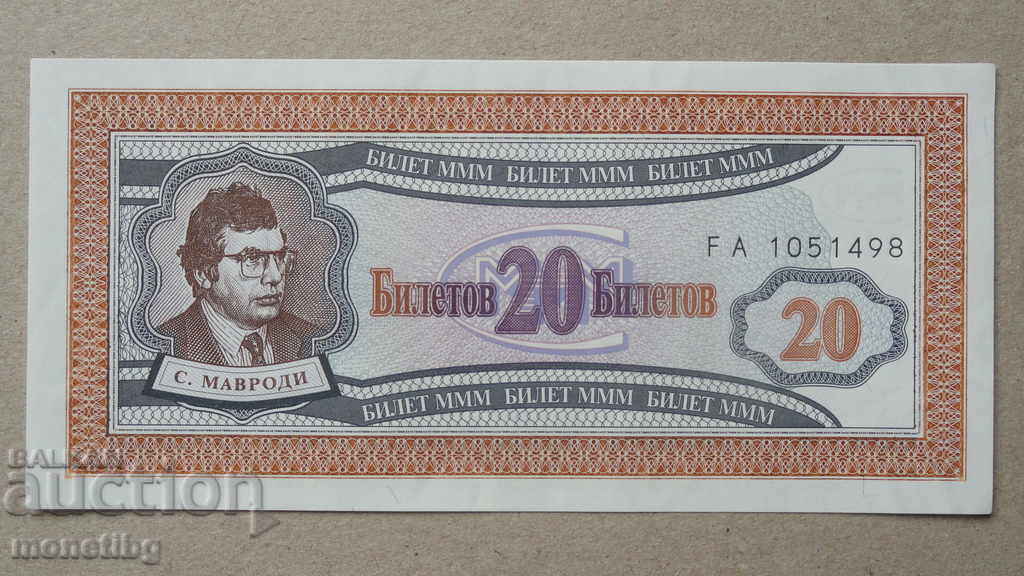 БИЛЕТ МММ БИЛЕТ МММ БИЛЕТ МММ
FA 1051498
МММ
Билетов 20 Билетов
20
С. МАВРОДИ
БИЛЕТ МММ БИЛЕТ МММ БИЛЕТ МММ
BALKAN
auction
monetibg